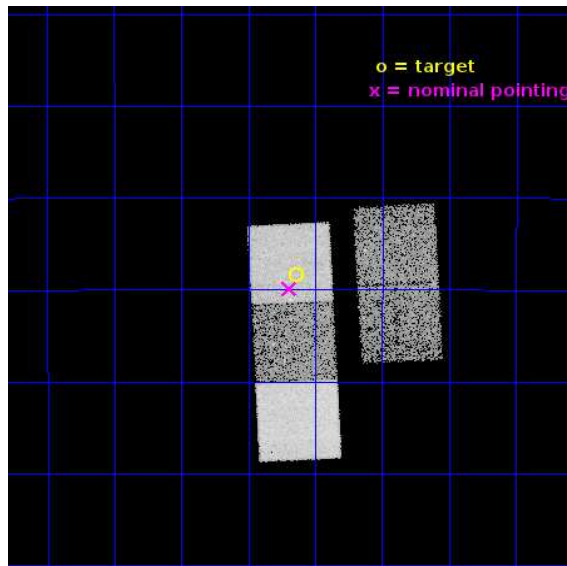 o = target
x = nominal pointing